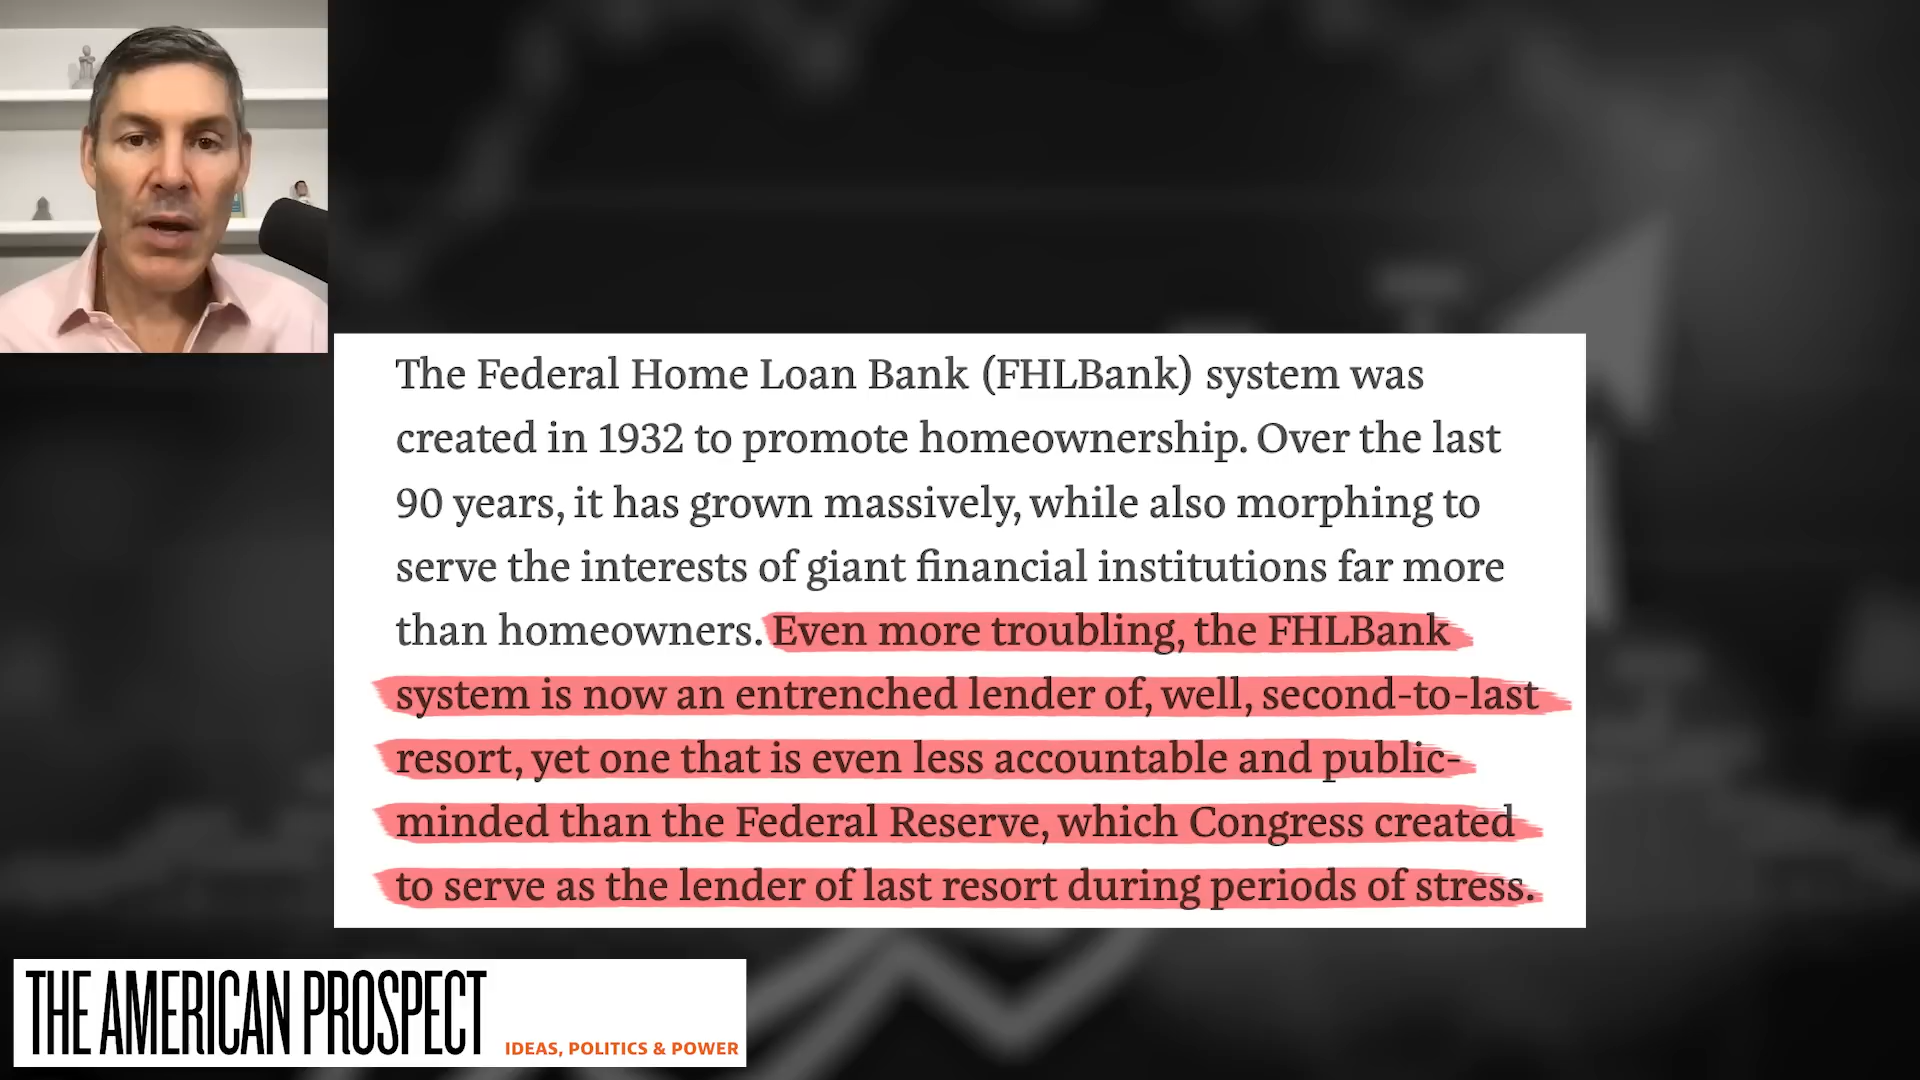 The Federal Home Loan Bank (FHLBank) system was
created in 1932 to promote homeownership. Over the last
90 years, it has grown massively, while also morphing to
serve the interests of giant financial institutions far more
than homeowners. Even more troubling, the FHLBank
system is now an entrenched lender of, well, second-to-last
resort, yet one that is even less accountable and public-
minded than the Federal Reserve, which Congress created
to serve as the lender of last resort during periods of stress.
THE AMERICAN PROSPECT
IDEAS, POLITICS & POWER